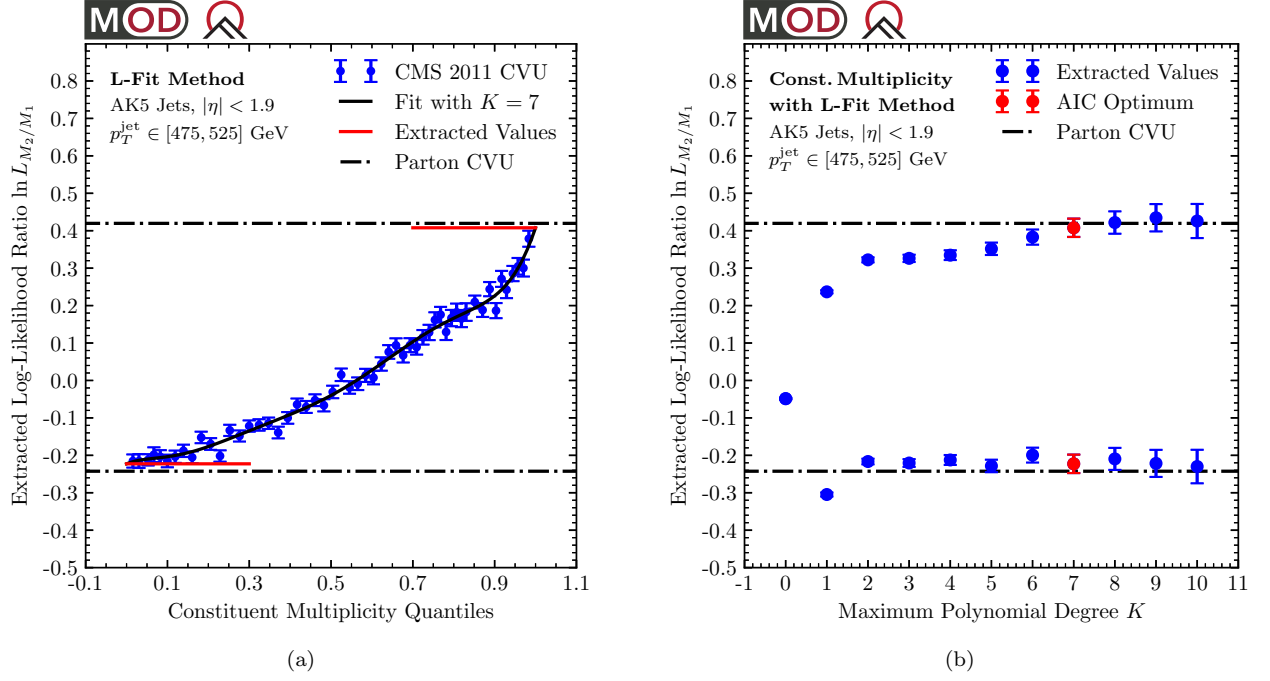 MOD
L-Fit Method
AK5 Jets, |η| < 1.9
p_T^jet ∈ [475, 525] GeV
CMS 2011 CVU
Fit with K = 7
Extracted Values
Parton CVU
Extracted Log-Likelihood Ratio ln L_{M_2/M_1}
0.8
0.7
0.6
0.5
0.4
0.3
0.2
0.1
0.0
-0.1
-0.2
-0.3
-0.4
-0.5
-0.1 0.1 0.3 0.5 0.7 0.9 1.1
Constituent Multiplicity Quantiles
(a)
MOD
Const. Multiplicity
with L-Fit Method
AK5 Jets, |η| < 1.9
p_T^jet ∈ [475, 525] GeV
Extracted Values
AIC Optimum
Parton CVU
Extracted Log-Likelihood Ratio ln L_{M_2/M_1}
0.8
0.7
0.6
0.5
0.4
0.3
0.2
0.1
0.0
-0.1
-0.2
-0.3
-0.4
-0.5
-1 0 1 2 3 4 5 6 7 8 9 10 11
Maximum Polynomial Degree K
(b)